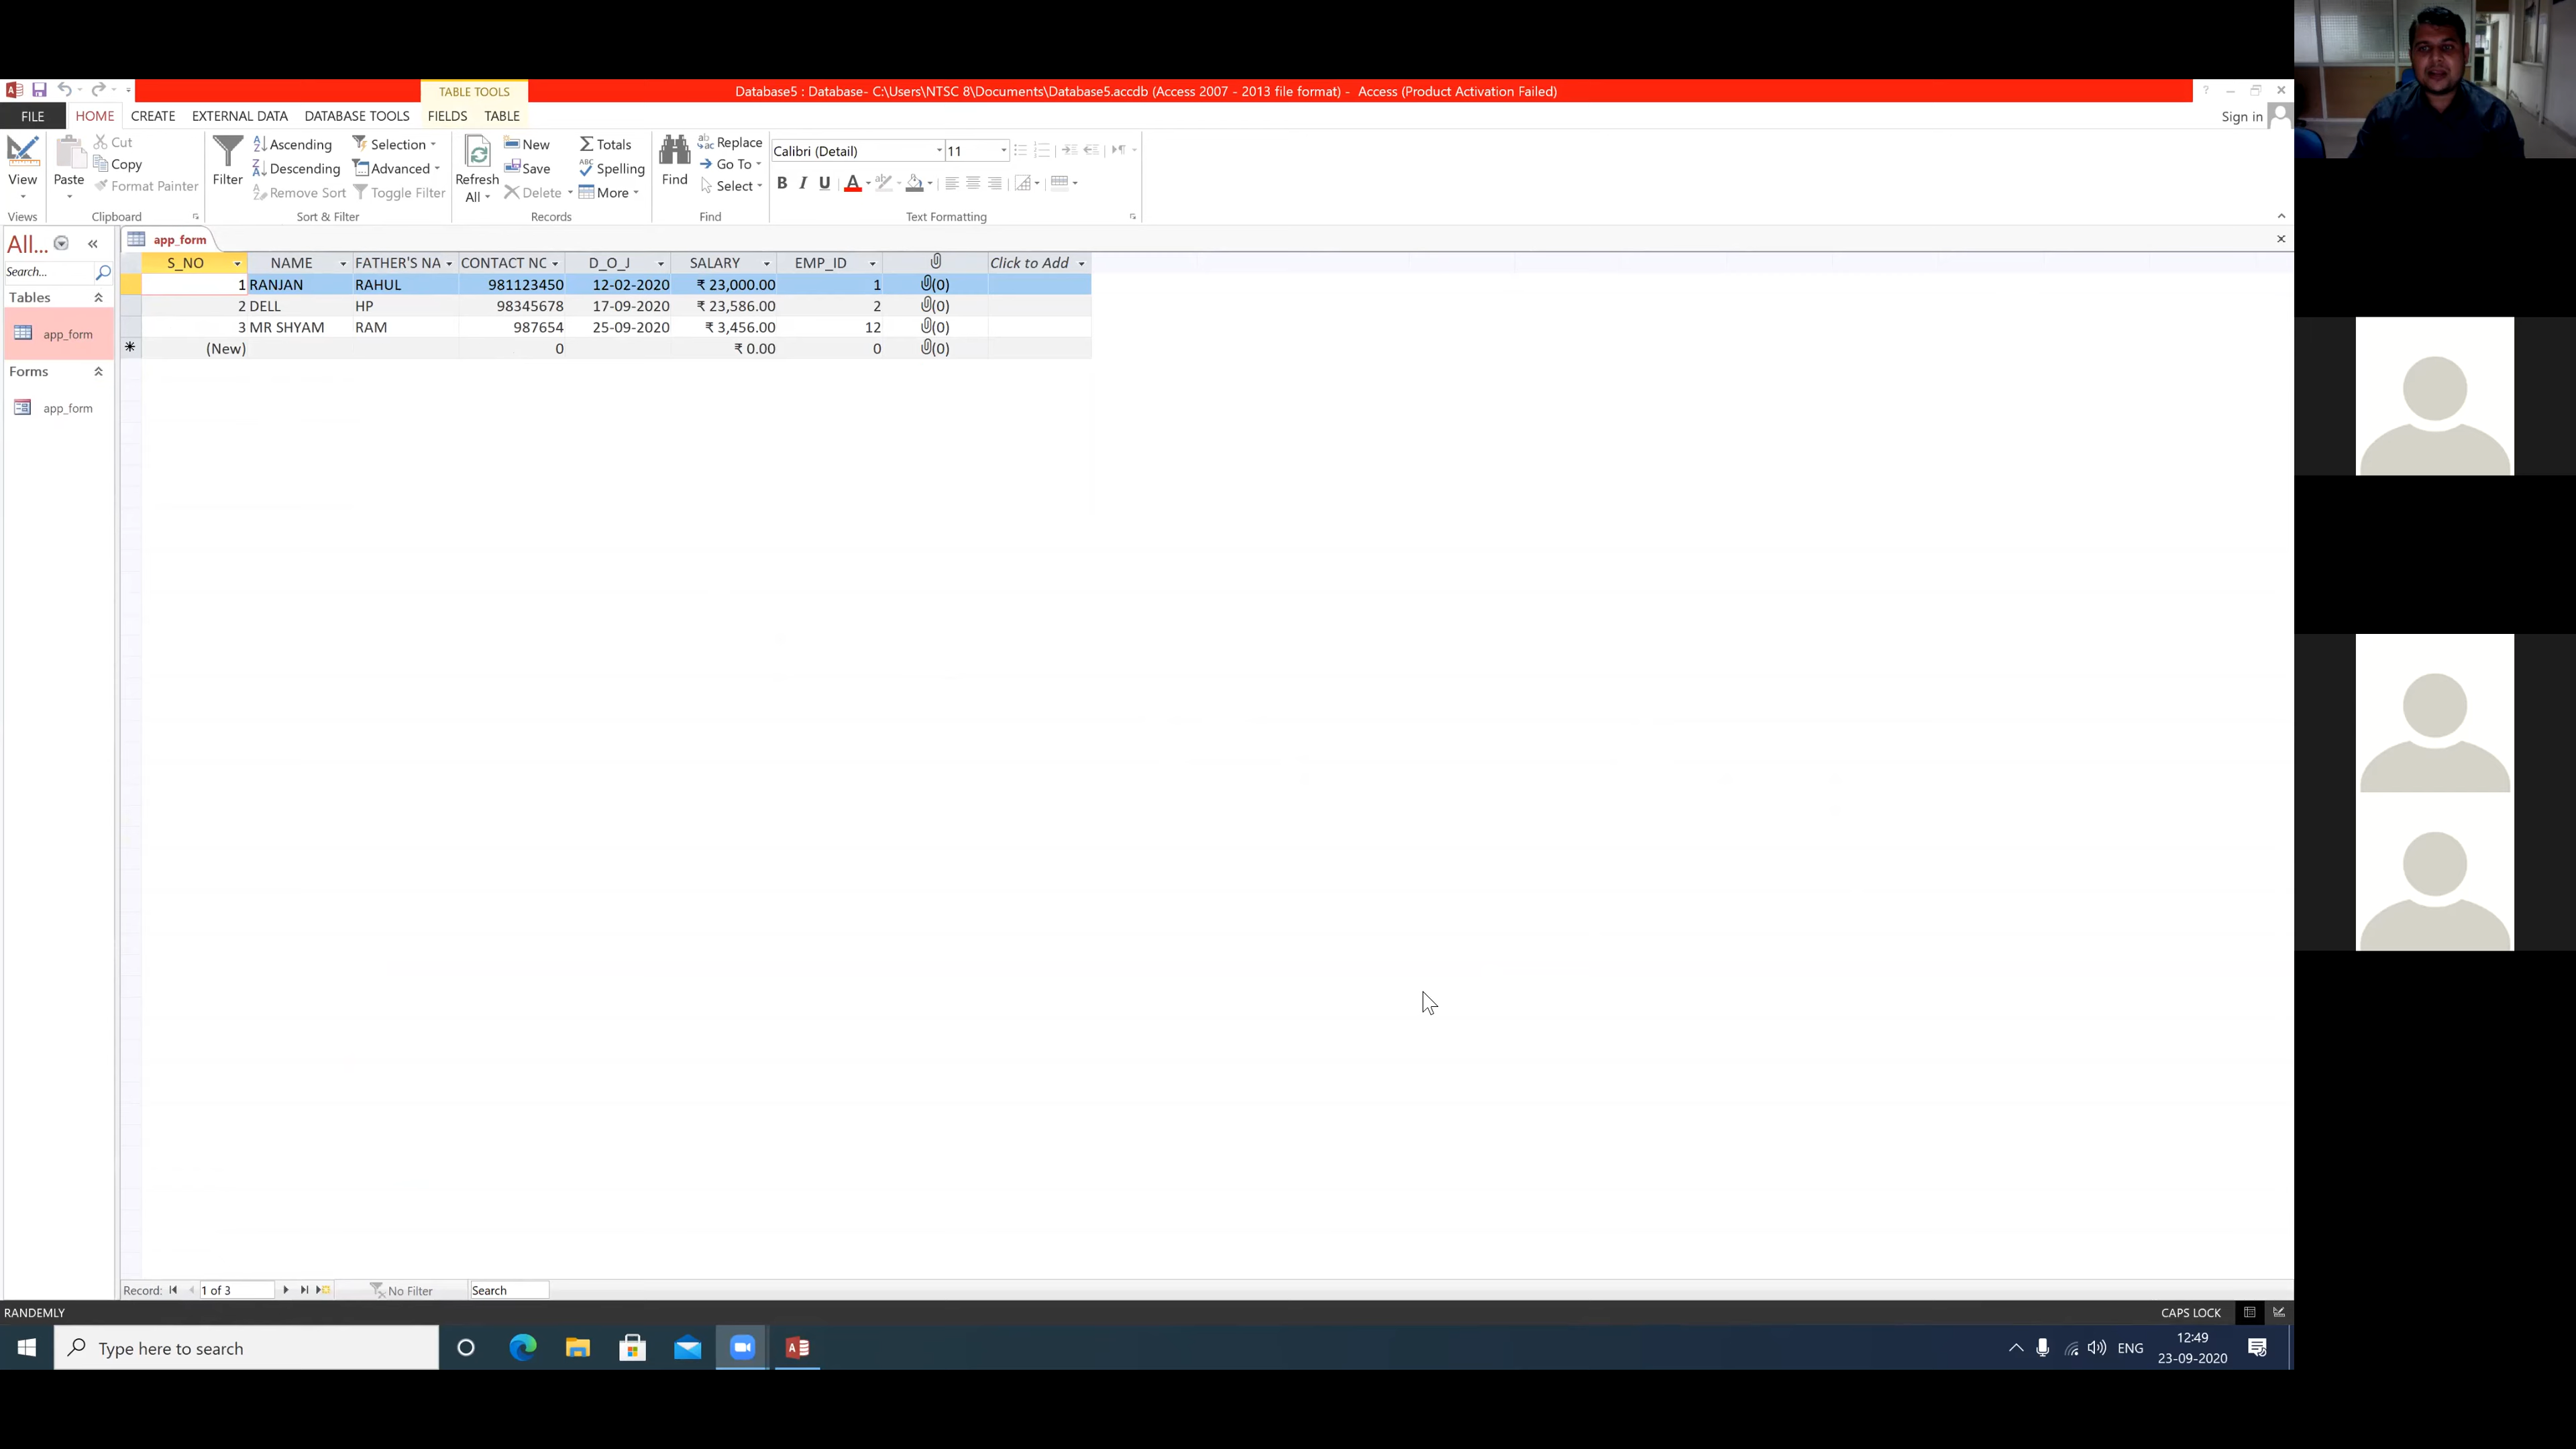 TABLE TOOLS
Database5 : Database- C:\Users\NTSC 8\Documents\Database5.accdb (Access 2007 - 2013 file format) - Access (Product Activation Failed)
?
FILE HOME CREATE EXTERNAL DATA DATABASE TOOLS FIELDS TABLE Sign in
View Paste Cut Copy Format Painter
Filter Ascending Descending Remove Sort Selection Advanced Toggle Filter
Refresh All New Save Delete Totals Spelling More
Find Replace Go To Select
Calibri (Detail) 11
B I U A
Views Clipboard Sort & Filter Records Find Text Formatting
All... app_form
Search...
S_NO NAME FATHER'S NA CONTACT NC D_O_J SALARY EMP_ID Click to Add
1 RANJAN RAHUL 981123450 12-02-2020 ₹ 23,000.00 1 (0)
2 DELL HP 98345678 17-09-2020 ₹ 23,586.00 2 (0)
3 MR SHYAM RAM 987654 25-09-2020 ₹ 3,456.00 12 (0)
* (New) 0 ₹ 0.00 0 (0)
Tables
app_form
Forms
app_form
Record: 1 of 3 No Filter Search
RANDEMLY CAPS LOCK
Type here to search ENG 12:49
23-09-2020